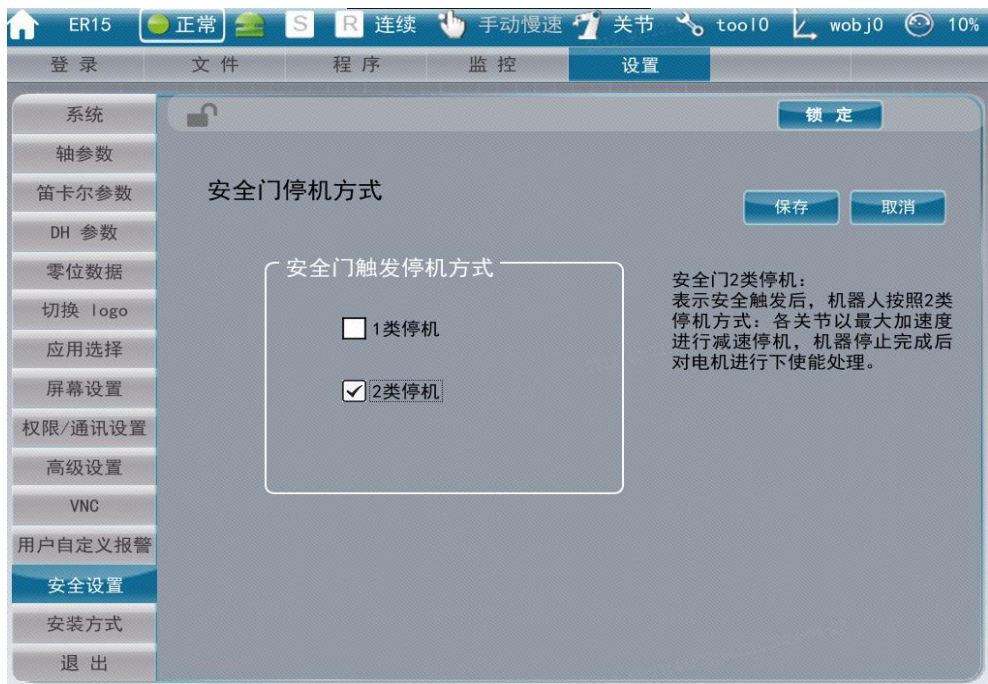 ER15 正常 S R 连续 手动慢速 关节 tool0 wobj0 10%
登录 文件 程序 监控 设置
系统
锁定
轴参数
笛卡尔参数
安全门停机方式
保存 取消
DH 参数
零位数据
安全门触发停机方式
安全门2类停机：
表示安全触发后，机器人按照2类
停机方式：各关节以最大加速度
进行减速停机，机器停止完成后
对电机进行下使能处理。
切换 logo
1类停机
应用选择
屏幕设置
2类停机
权限/通讯设置
高级设置
VNC
用户自定义报警
安全设置
安装方式
退出